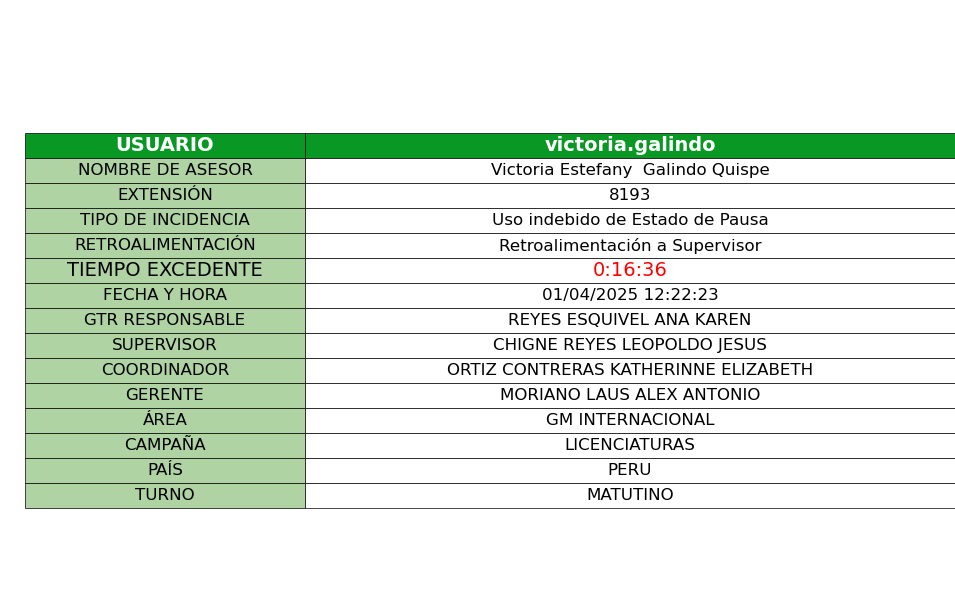 USUARIO victoria.galindo
NOMBRE DE ASESOR Victoria Estefany  Galindo Quispe
EXTENSIÓN 8193
TIPO DE INCIDENCIA Uso indebido de Estado de Pausa
RETROALIMENTACIÓN Retroalimentación a Supervisor
TIEMPO EXCEDENTE 0:16:36
FECHA Y HORA 01/04/2025 12:22:23
GTR RESPONSABLE REYES ESQUIVEL ANA KAREN
SUPERVISOR CHIGNE REYES LEOPOLDO JESUS
COORDINADOR ORTIZ CONTRERAS KATHERINNE ELIZABETH
GERENTE MORIANO LAUS ALEX ANTONIO
ÁREA GM INTERNACIONAL
CAMPAÑA LICENCIATURAS
PAÍS PERU
TURNO MATUTINO